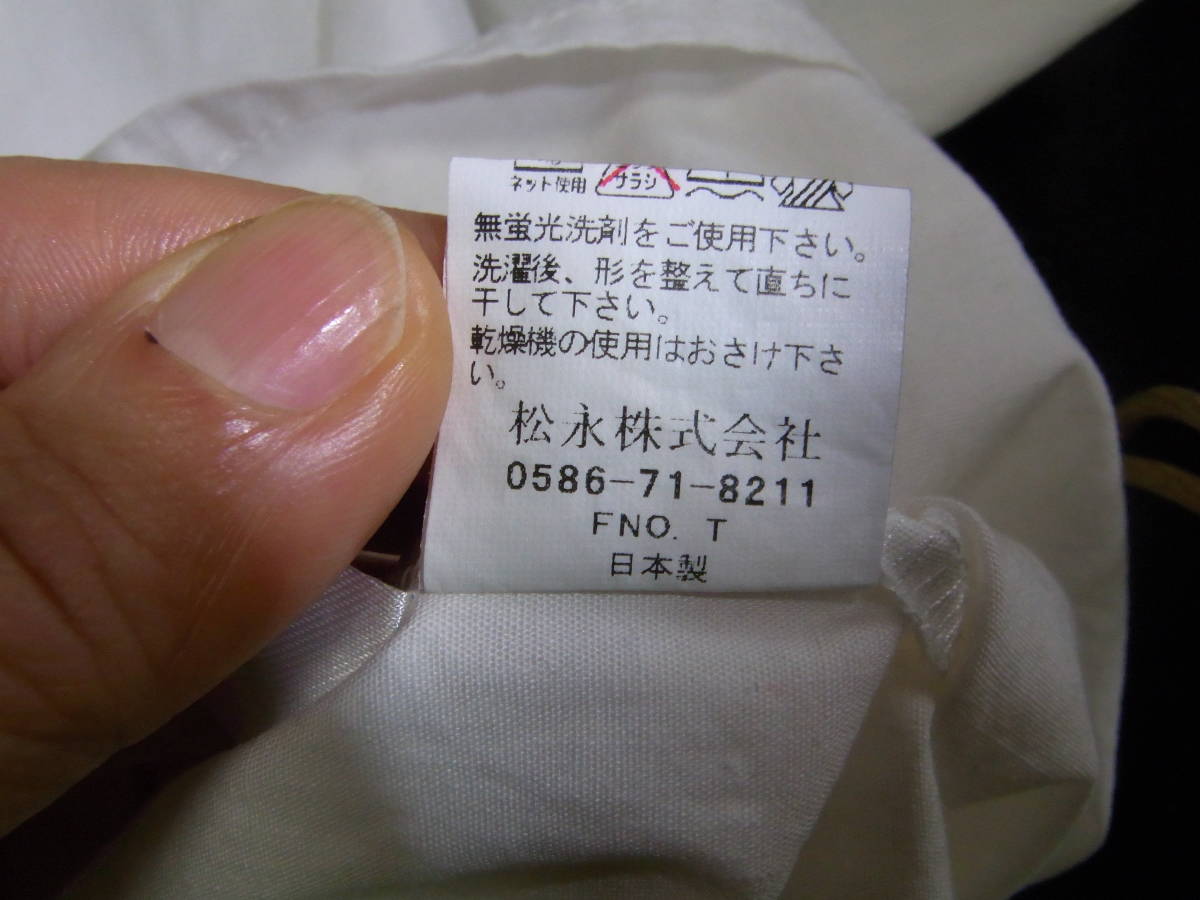 ネット使用 サラシ
無蛍光洗剤をご使用下さい。
洗濯後、形を整えて直ちに
干して下さい。
乾燥機の使用はおさけ下さ
い。
松永株式会社
0586-71-8211
FNO. T
日本製